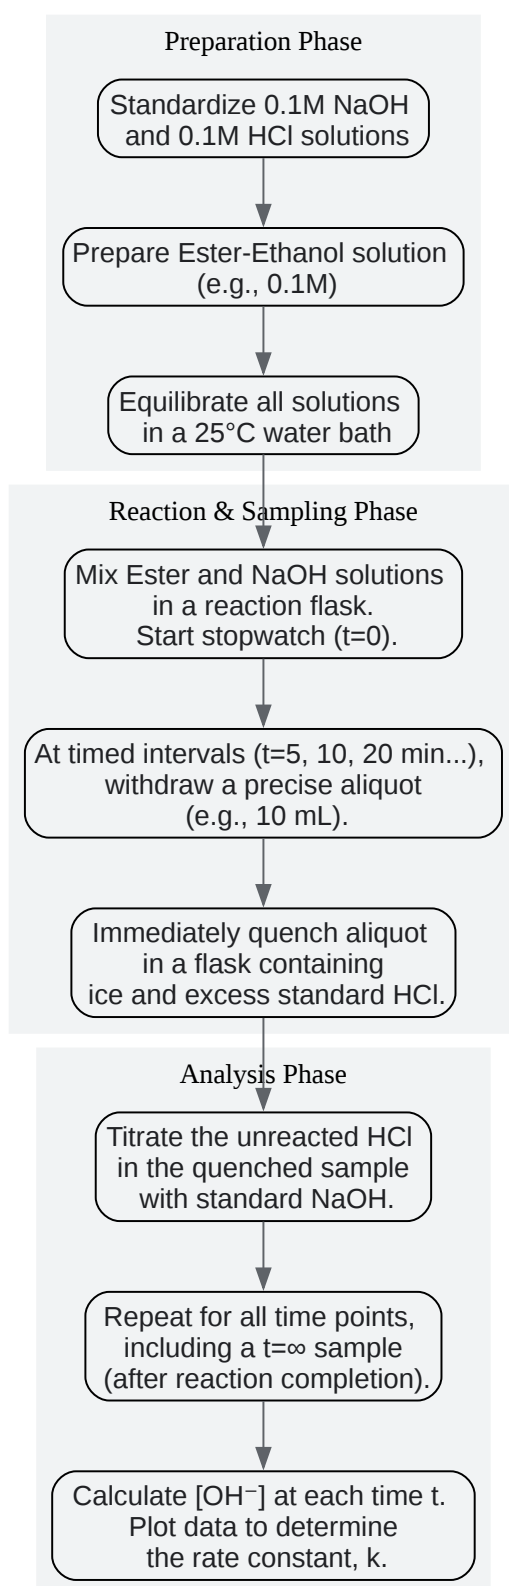 Preparation Phase
Standardize 0.1M NaOH
and 0.1M HCl solutions
Prepare Ester-Ethanol solution
(e.g., 0.1M)
Equilibrate all solutions
in a 25°C water bath
Reaction & Sampling Phase
Mix Ester and NaOH solutions
in a reaction flask.
Start stopwatch (t=0).
At timed intervals (t=5, 10, 20 min...),
withdraw a precise aliquot
(e.g., 10 mL).
Immediately quench aliquot
in a flask containing
ice and excess standard HCl.
Analysis Phase
Titrate the unreacted HCl
in the quenched sample
with standard NaOH.
Repeat for all time points,
including a t=∞ sample
(after reaction completion).
Calculate [OH⁻] at each time t.
Plot data to determine
the rate constant, k.